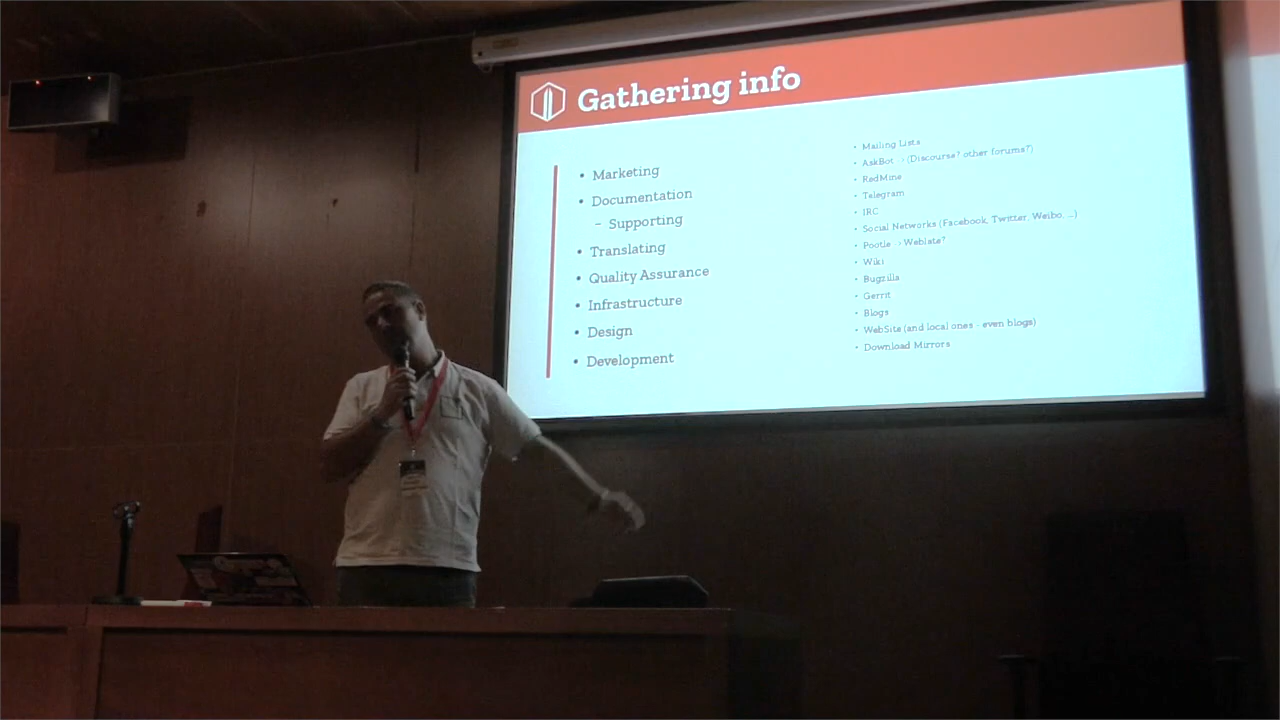 Gathering info
• Marketing
• Documentation
– Supporting
• Translating
• Quality Assurance
• Infrastructure
• Design
• Development
• Mailing Lists
• AskBot -> (Discourse? other forums?)
• RedMine
• Telegram
• IRC
• Social Networks (Facebook, Twitter, Weibo, ...)
• Pootle -> Weblate?
• Wiki
• Bugzilla
• Gerrit
• Blogs
• WebSite (and local ones - even blogs)
• Download Mirrors